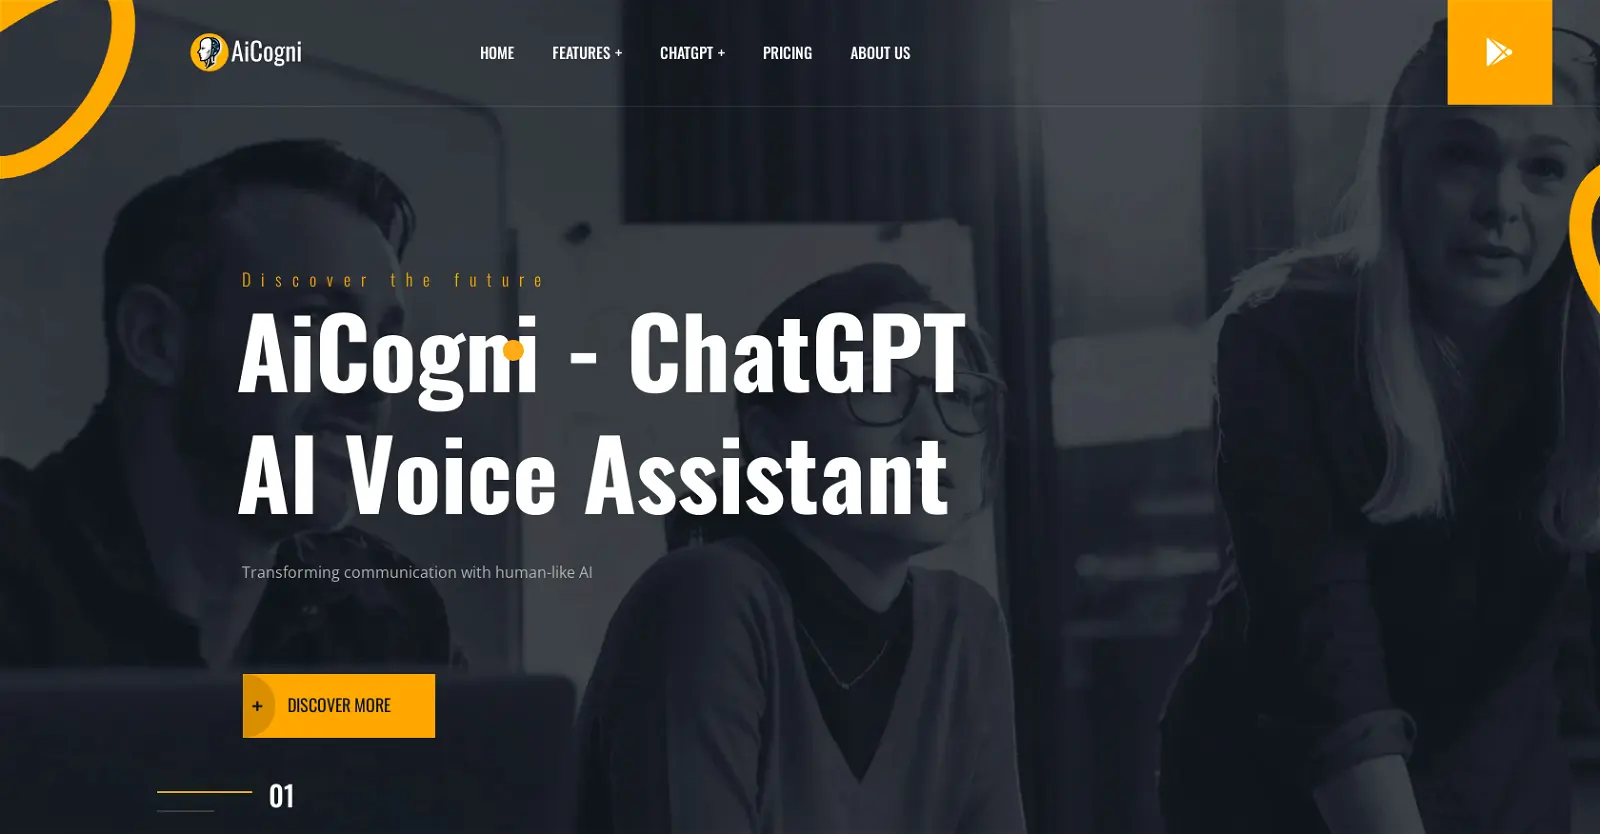 AiCogni
HOME
FEATURES +
CHATGPT +
PRICING
ABOUT US
Discover the future
AiCogni - ChatGPT
AI Voice Assistant
Transforming communication with human-like AI
+ DISCOVER MORE
01